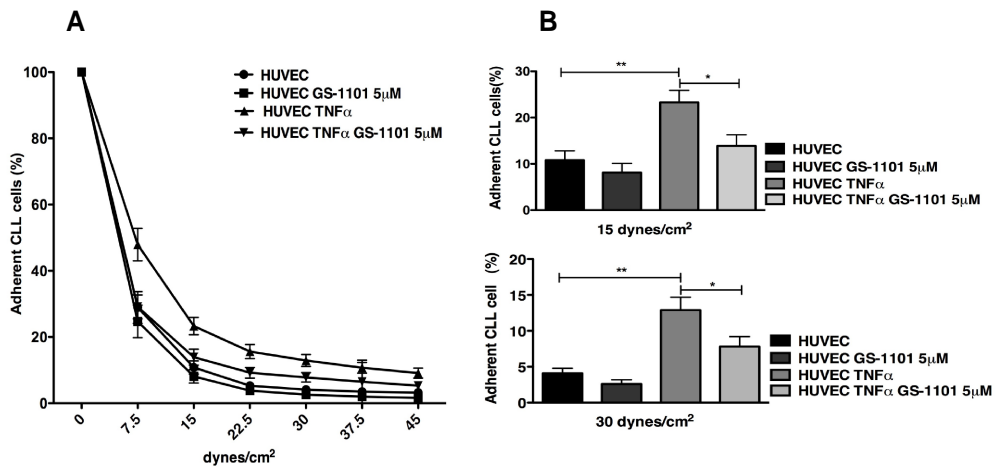 A
Adherent CLL cells (%)
100
80
60
40
20
0
0
7.5
15
22.5
30
37.5
45
dynes/cm²
HUVEC
HUVEC GS-1101 5μM
HUVEC TNFα
HUVEC TNFα GS-1101 5μM
B
Adherent CLL cells(%)
30
20
10
0
**
*
15 dynes/cm²
HUVEC
HUVEC GS-1101 5μM
HUVEC TNFα
HUVEC TNFα GS-1101 5μM
Adherent CLL cell (%)
20
15
10
5
0
**
*
30 dynes/cm²
HUVEC
HUVEC GS-1101 5μM
HUVEC TNFα
HUVEC TNFα GS-1101 5μM